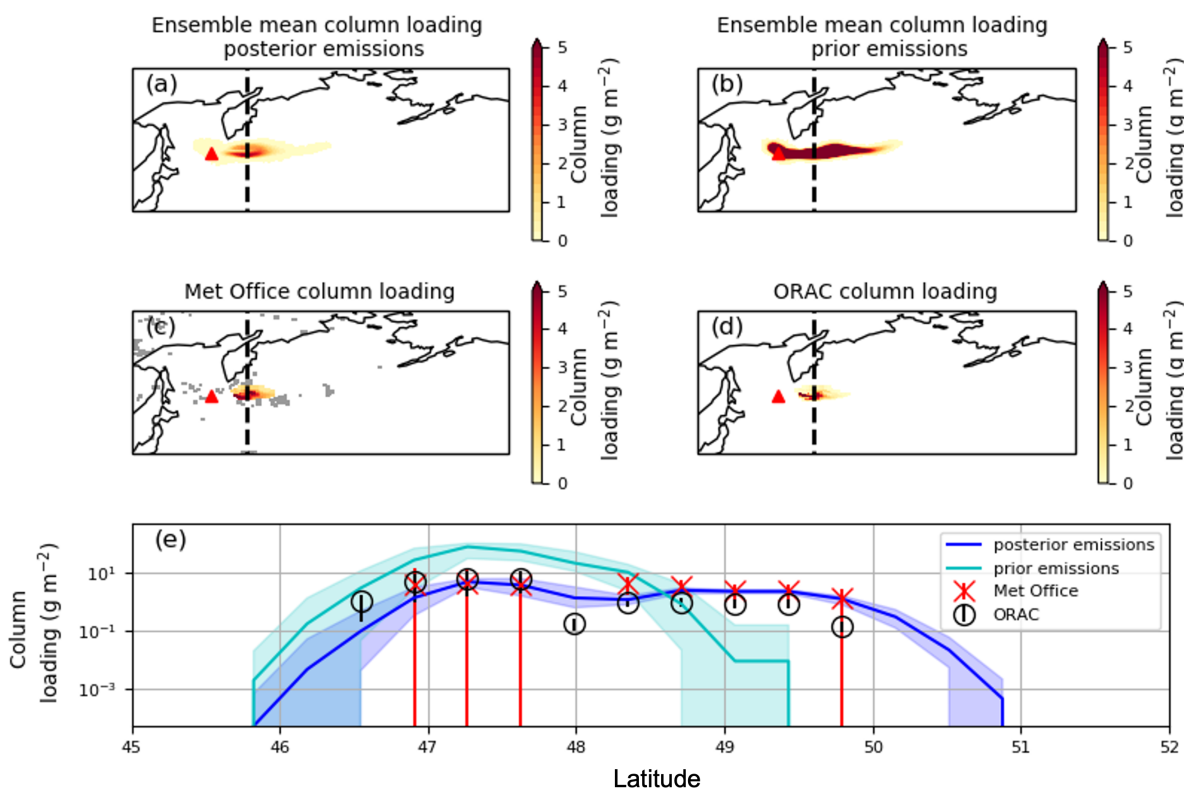 Ensemble mean column loading
posterior emissions
(a)
5
4
3
2
1
0
Column
loading (g m⁻²)
Ensemble mean column loading
prior emissions
(b)
5
4
3
2
1
0
Column
loading (g m⁻²)
Met Office column loading
(c)
5
4
3
2
1
0
Column
loading (g m⁻²)
ORAC column loading
(d)
5
4
3
2
1
0
Column
loading (g m⁻²)
(e)
Column
loading (g m⁻²)
10¹
10⁻¹
10⁻³
posterior emissions
prior emissions
Met Office
ORAC
45 46 47 48 49 50 51 52
Latitude